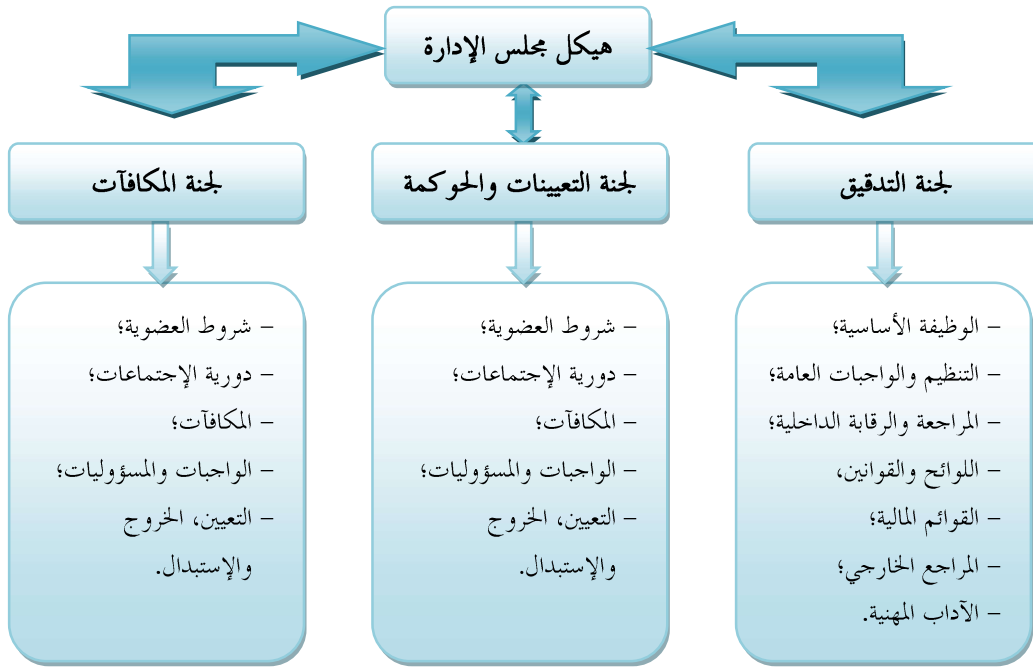 هيكل مجلس الإدارة
لجنة التدقيق
– الوظيفة الأساسية؛
– التنظيم والواجبات العامة؛
– المراجعة والرقابة الداخلية؛
– اللوائح والقوانين،
– القوائم المالية؛
– المراجع الخارجي؛
– الآداب المهنية.
لجنة التعيينات والحوكمة
– شروط العضوية؛
– دورية الإجتماعات؛
– المكافآت؛
– الواجبات والمسؤوليات؛
– التعيين، الخروج
والإستبدال.
لجنة المكافآت
– شروط العضوية؛
– دورية الإجتماعات؛
– المكافآت؛
– الواجبات والمسؤوليات؛
– التعيين، الخروج
والإستبدال.